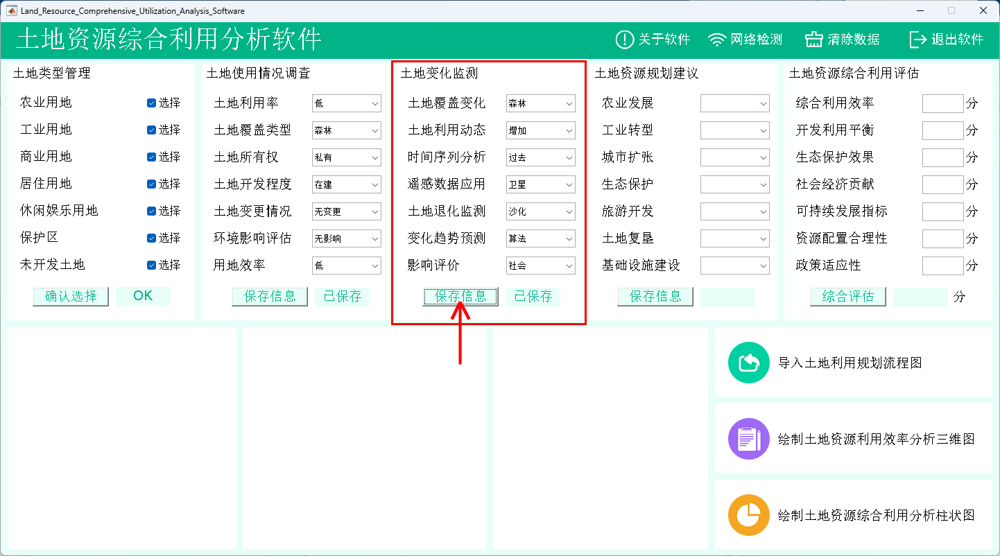 Land_Resource_Comprehensive_Utilization_Analysis_Software
土地资源综合利用分析软件
关于软件
网络检测
清除数据
退出软件
土地类型管理
农业用地 选择
工业用地 选择
商业用地 选择
居住用地 选择
休闲娱乐用地 选择
保护区 选择
未开发土地 选择
确认选择 OK
土地使用情况调查
土地利用率 低
土地覆盖类型 森林
土地所有权 私有
土地开发程度 在建
土地变更情况 无变更
环境影响评估 无影响
用地效率 低
保存信息 已保存
土地变化监测
土地覆盖变化 森林
土地利用动态 增加
时间序列分析 过去
遥感数据应用 卫星
土地退化监测 沙化
变化趋势预测 算法
影响评价 社会
保存信息 已保存
土地资源规划建议
农业发展
工业转型
城市扩张
生态保护
旅游开发
土地复垦
基础设施建设
保存信息
土地资源综合利用评估
综合利用效率 分
开发利用平衡 分
生态保护效果 分
社会经济贡献 分
可持续发展指标 分
资源配置合理性 分
政策适应性 分
综合评估 分
导入土地利用规划流程图
绘制土地资源利用效率分析三维图
绘制土地资源综合利用分析柱状图